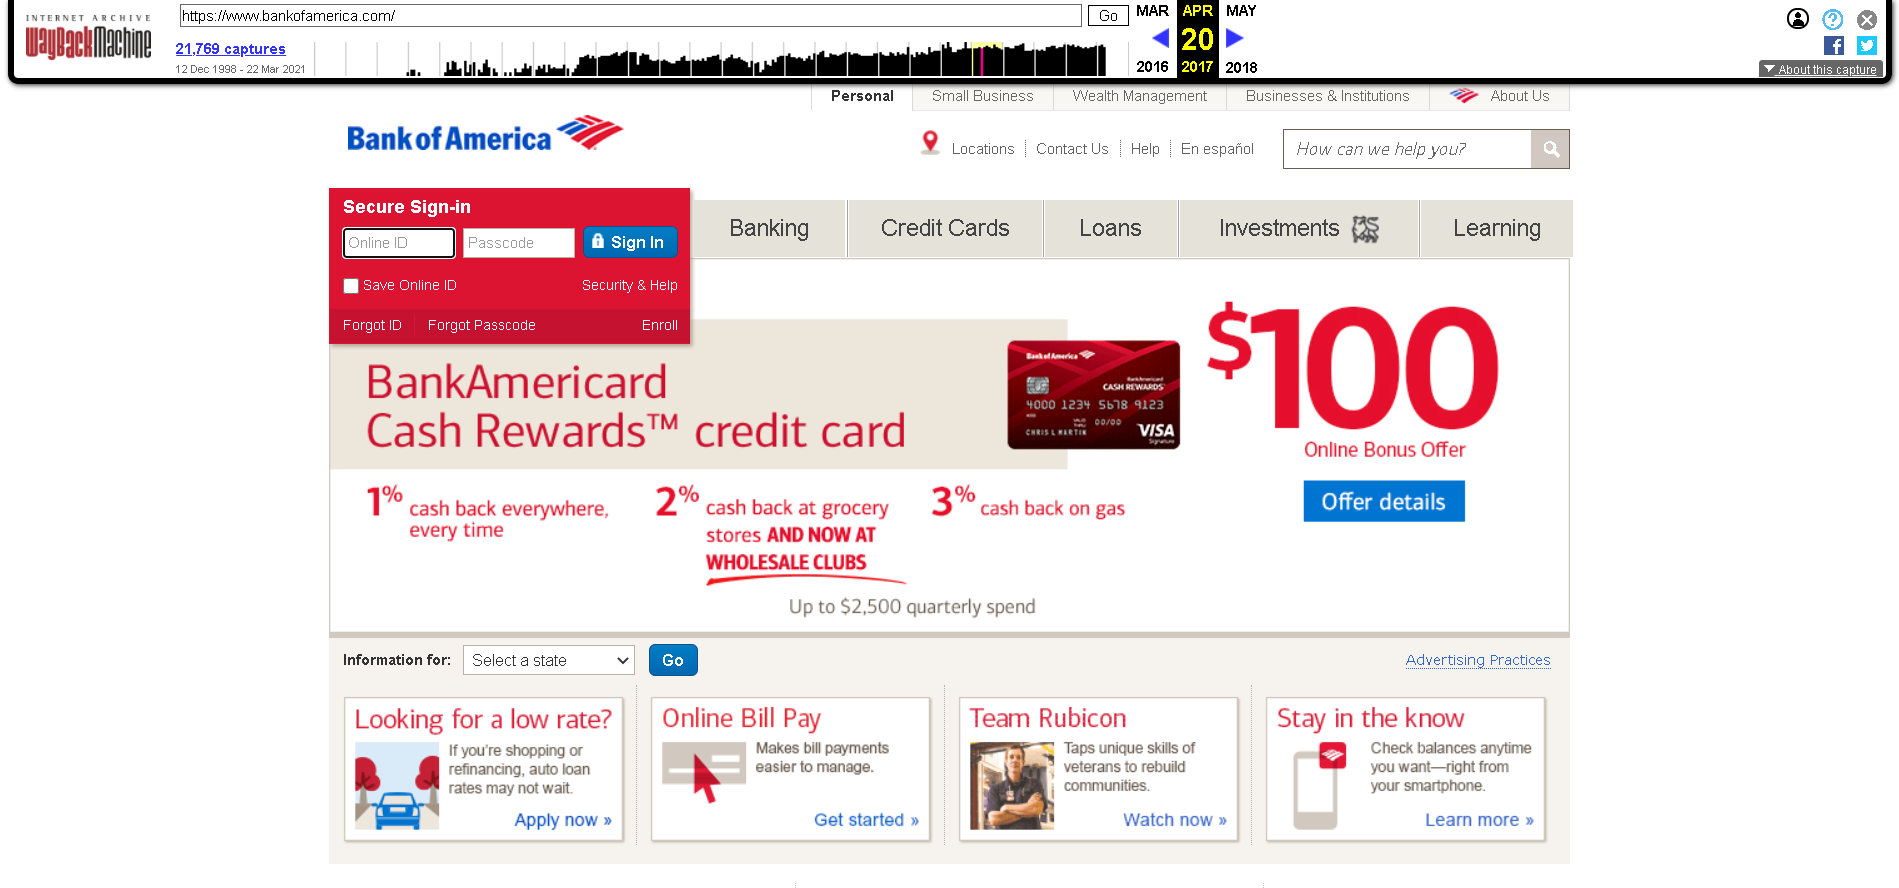 INTERNET ARCHIVE
WayBackMachine
https://www.bankofamerica.com/
Go
MAR
APR
MAY
21,769 captures
20
12 Dec 1998 - 22 Mar 2021
2016
2017
2018
About this capture
Personal
Small Business
Wealth Management
Businesses & Institutions
About Us
Bank of America
Locations
Contact Us
Help
En español
How can we help you?
Secure Sign-in
Online ID
Passcode
Sign In
Save Online ID
Security & Help
Forgot ID
Forgot Passcode
Enroll
Banking
Credit Cards
Loans
Investments
Learning
BankAmericard
Cash Rewards™ credit card
Bank of America
BankAmericard
CASH REWARDS™
4000 1234 5678 9123
4000
VALID
THRU
00/00
CHRIS L MARTIN
VISA
Signature
$100
Online Bonus Offer
Offer details
1% cash back everywhere,
every time
2% cash back at grocery
stores AND NOW AT
WHOLESALE CLUBS
3% cash back on gas
Up to $2,500 quarterly spend
Information for:
Select a state
Go
Advertising Practices
Looking for a low rate?
If you're shopping or
refinancing, auto loan
rates may not wait.
Apply now »
Online Bill Pay
Makes bill payments
easier to manage.
Get started »
Team Rubicon
Taps unique skills of
veterans to rebuild
communities.
Watch now »
Stay in the know
Check balances anytime
you want—right from
your smartphone.
Learn more »